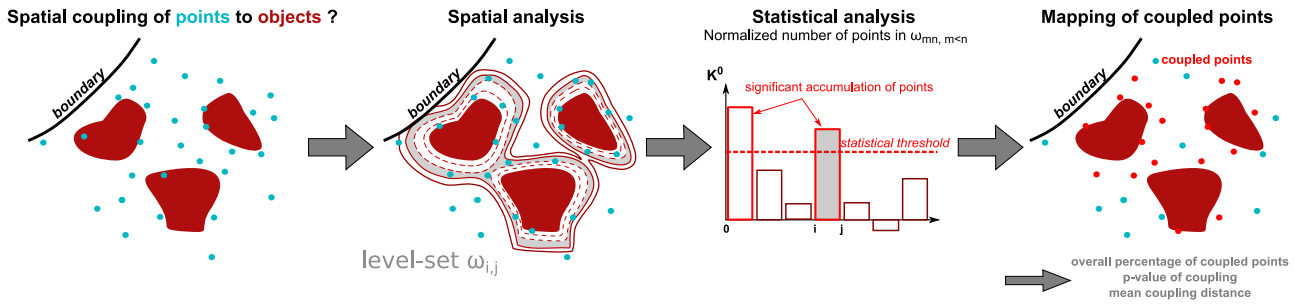 Spatial coupling of points to objects ?
boundary
Spatial analysis
boundary
level-set ωi,j
Statistical analysis
Normalized number of points in ωmn, m<n
K0
significant accumulation of points
statistical threshold
0 i j
Mapping of coupled points
coupled points
boundary
overall percentage of coupled points
p-value of coupling
mean coupling distance